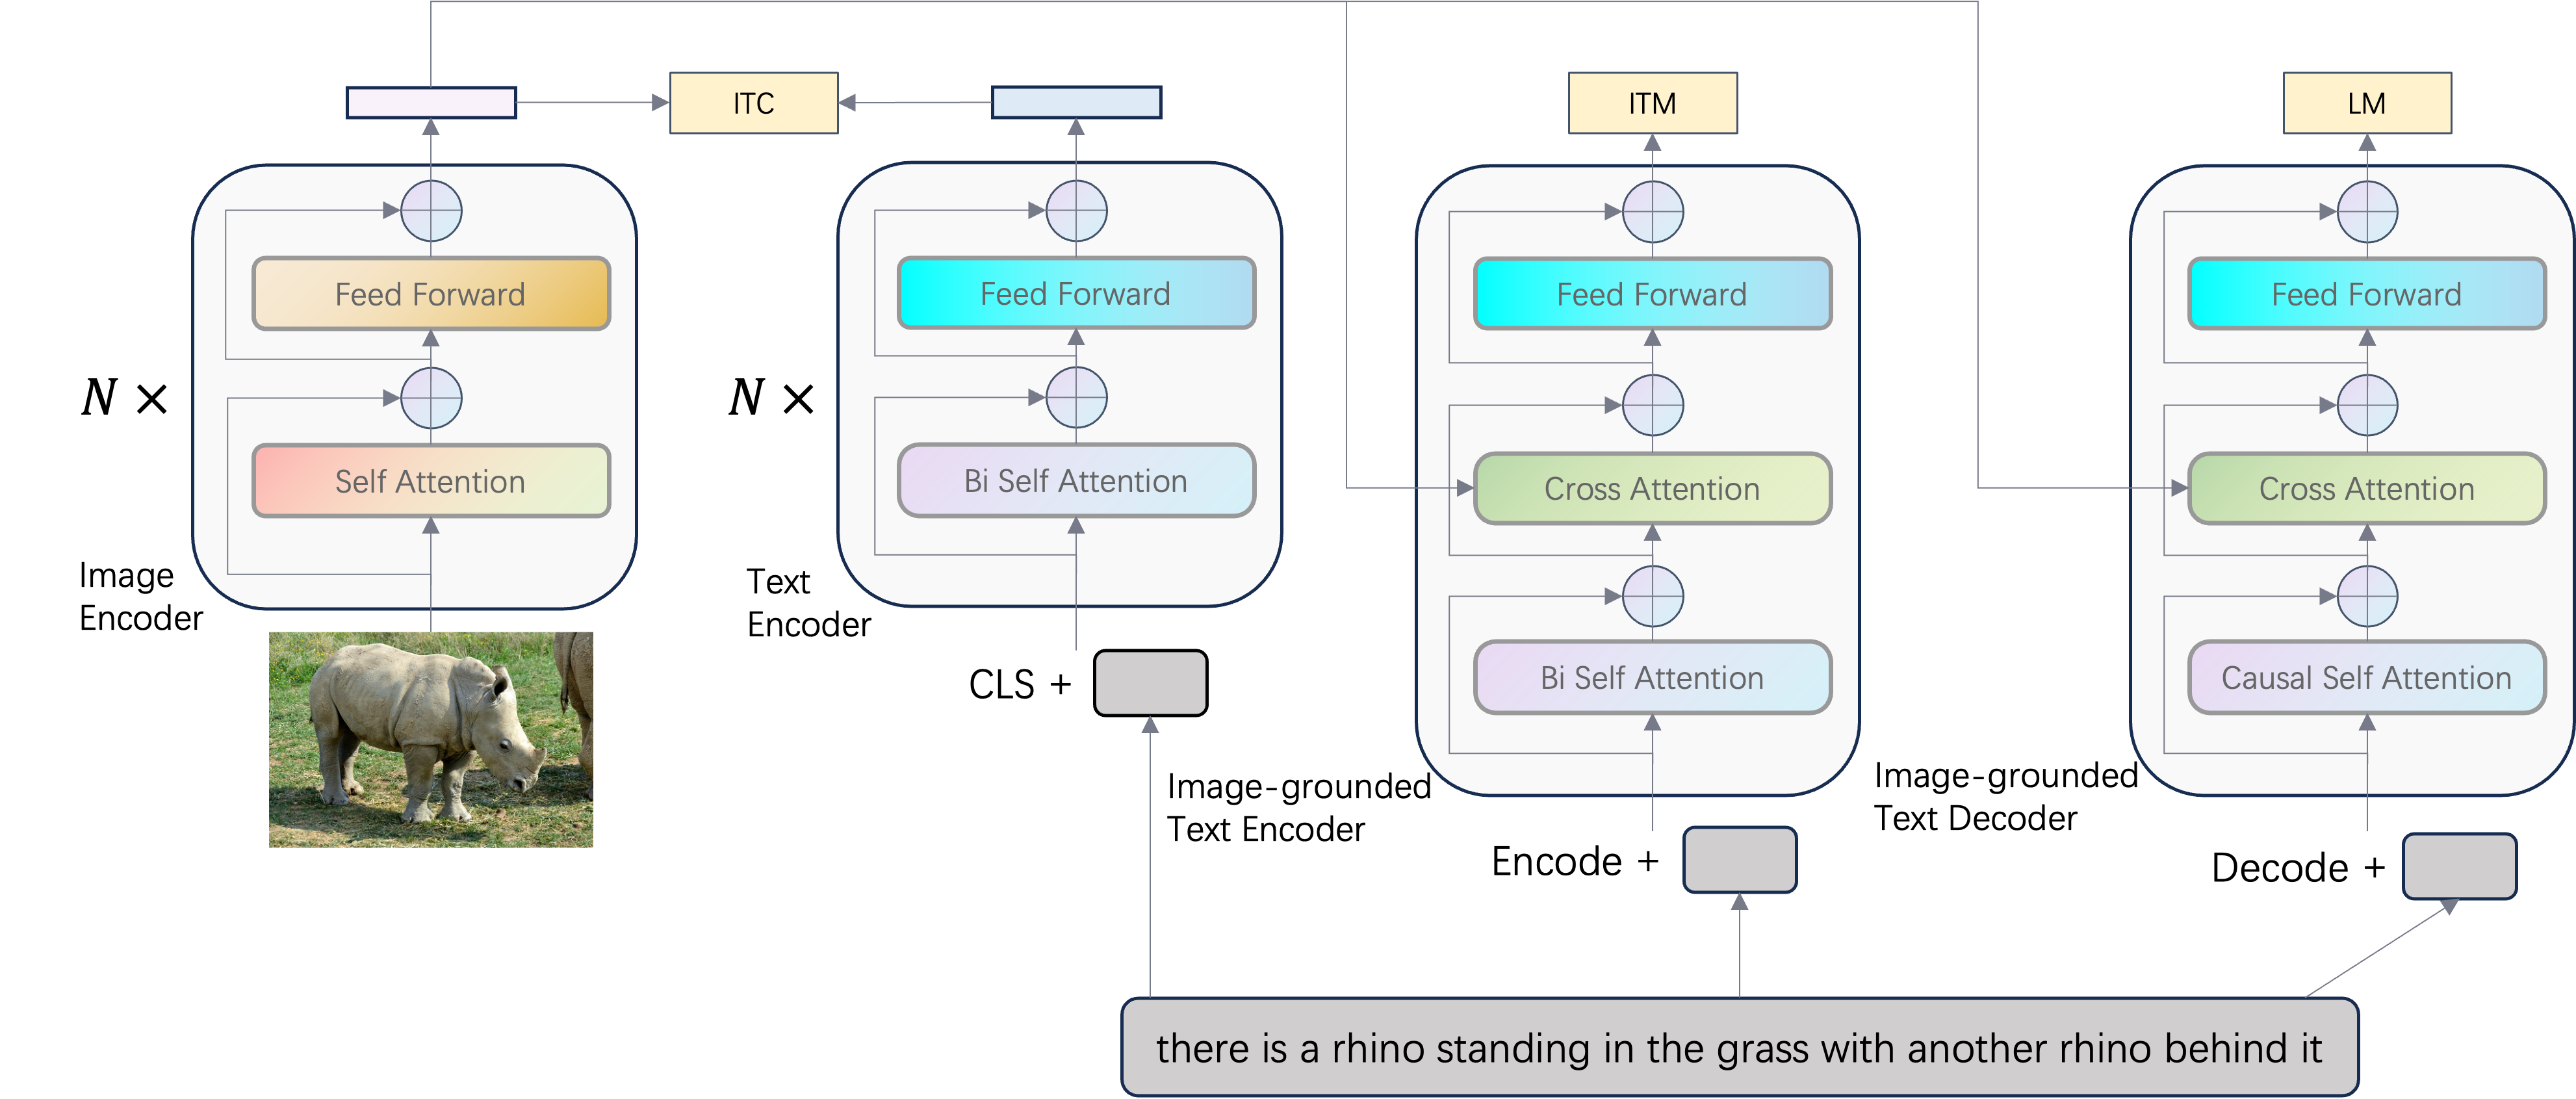 ITC
ITM
LM
Feed Forward
Feed Forward
Feed Forward
Feed Forward
N ×
N ×
Self Attention
Bi Self Attention
Cross Attention
Cross Attention
Image
Encoder
Text
Encoder
Bi Self Attention
Causal Self Attention
CLS +
Image-grounded
Text Encoder
Image-grounded
Text Decoder
Encode +
Decode +
there is a rhino standing in the grass with another rhino behind it